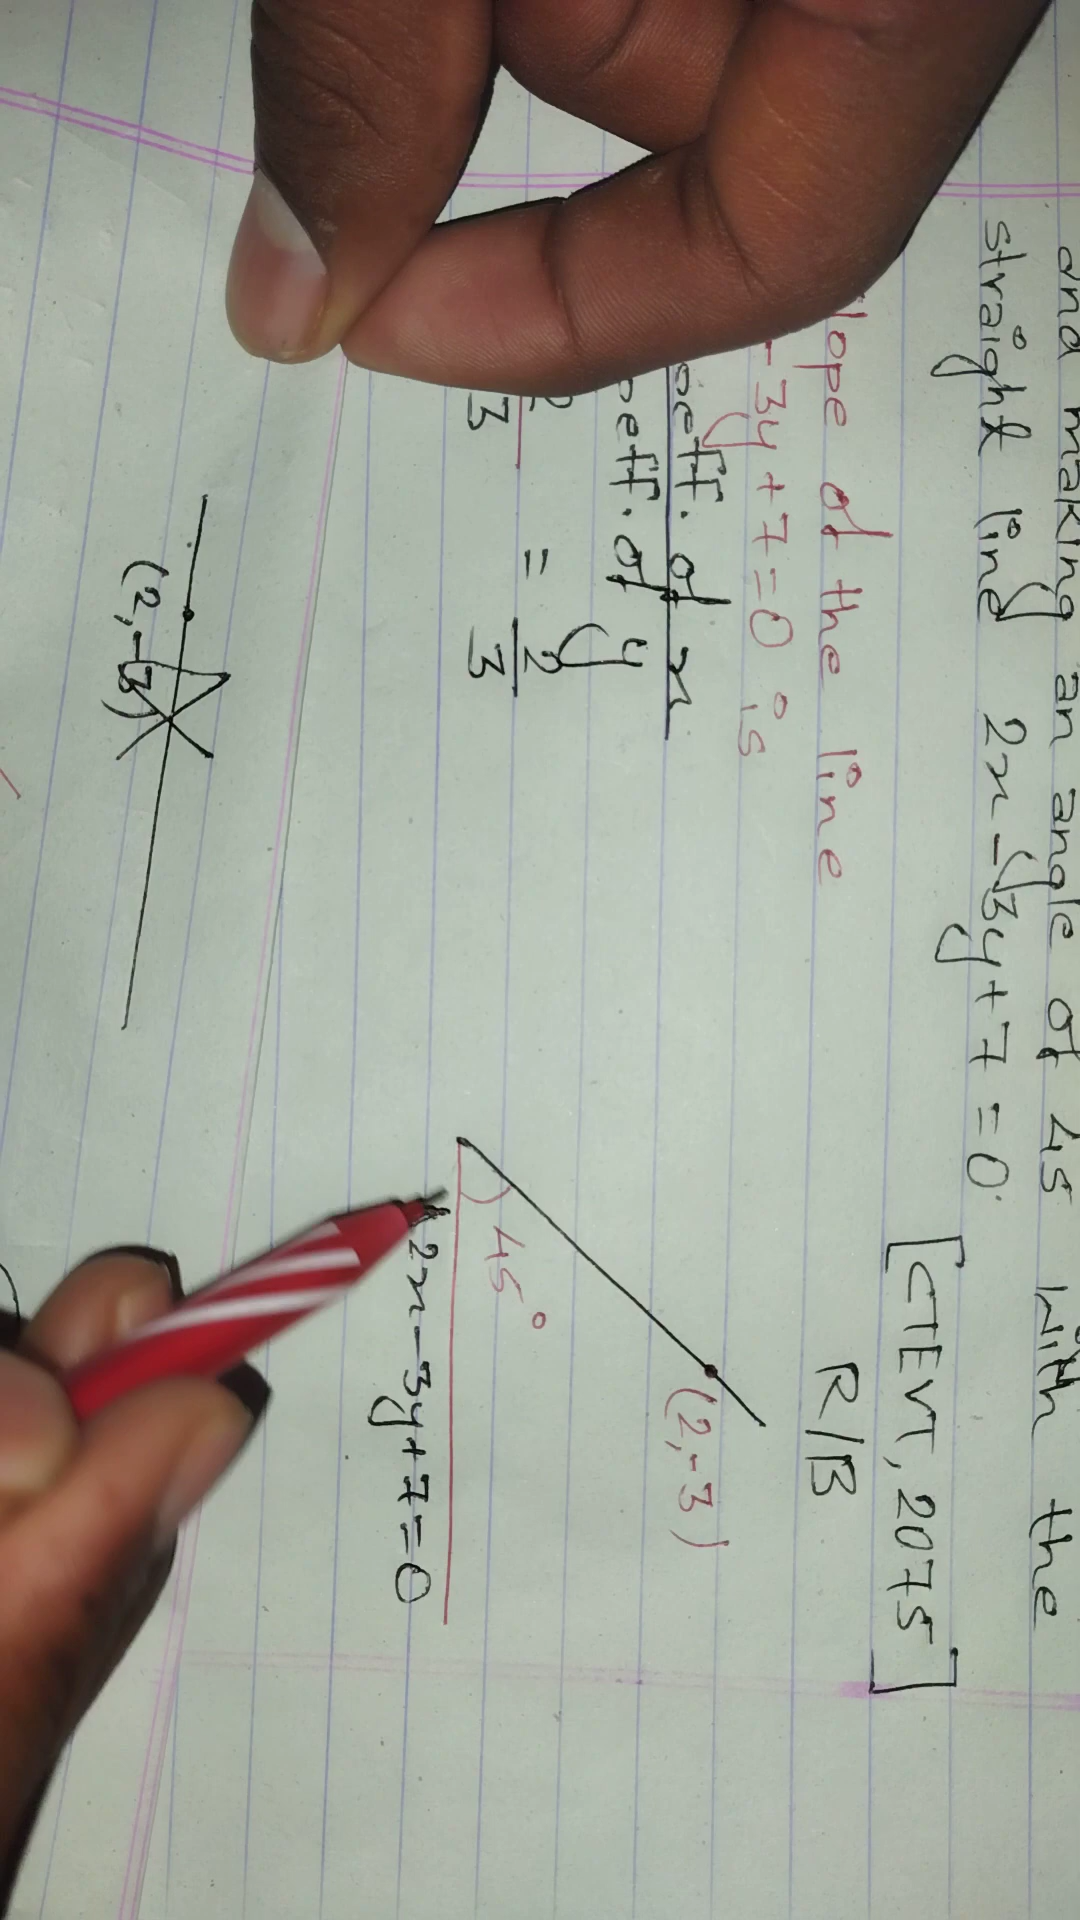 and making an angle of 45 with the
straight line 2x-3y+7=0.
[CTEVT, 2075]
R/B
lope of the line
-3y+7=0 is
oeff. of x
oeff. of y
2/3 = 2/3
(2,-3)
45°
2x-3y+7=0
(2,-3)